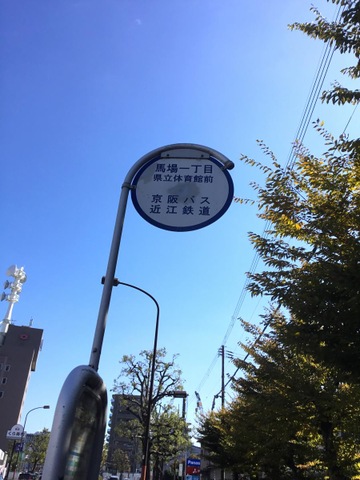 馬場一丁目
県立体育館前
京阪バス
近江鉄道